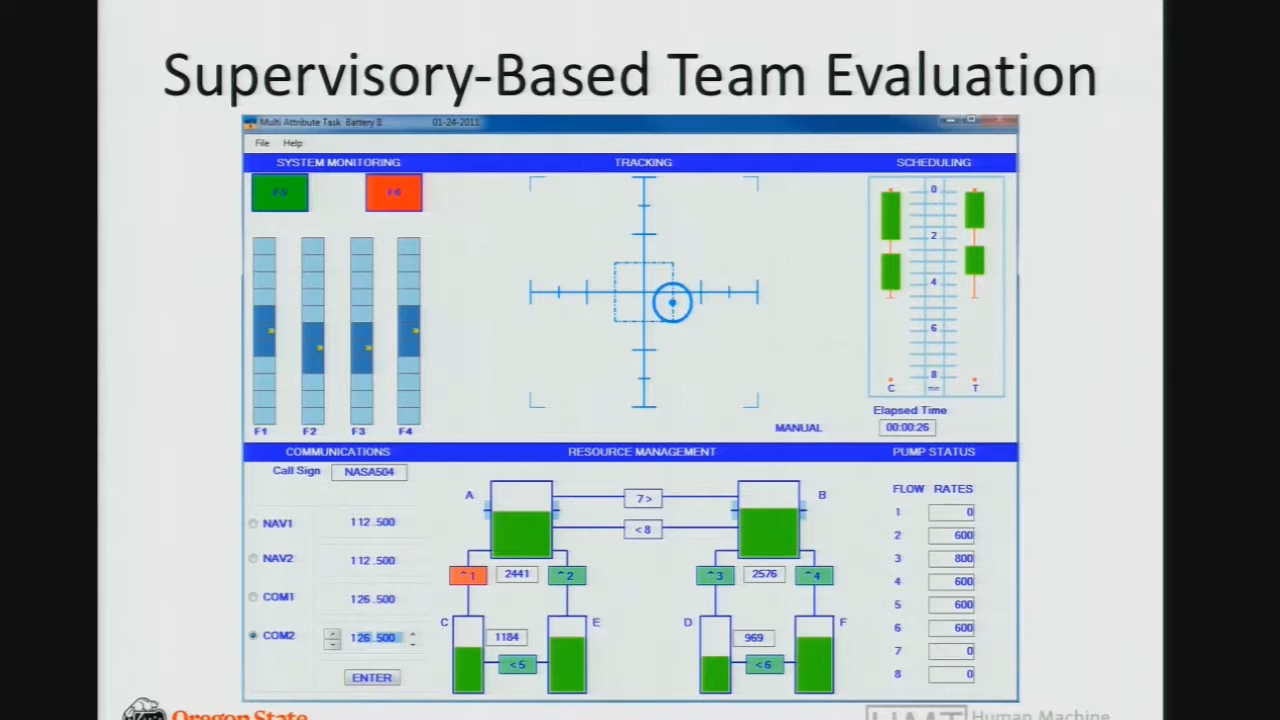 Supervisory-Based Team Evaluation
Multi Attribute Task Battery II 01-24-2011
File Help
SYSTEM MONITORING TRACKING SCHEDULING
F5 F6
0
2
4
6
8
C min T
F1 F2 F3 F4
Elapsed Time
MANUAL 00:00:26
COMMUNICATIONS RESOURCE MANAGEMENT PUMP STATUS
Call Sign NASA504
A 7 > B
< 8
FLOW RATES
NAV1 112.500
NAV2 112.500
COM1 126.500
COM2 126.500
ENTER
^ 1 2441 ^ 2 ^ 3 2576 ^ 4
C 1184 E D 969 F
< 5 < 6
1 0
2 600
3 800
4 600
5 600
6 600
7 0
8 0
Oregon State
Human Machine